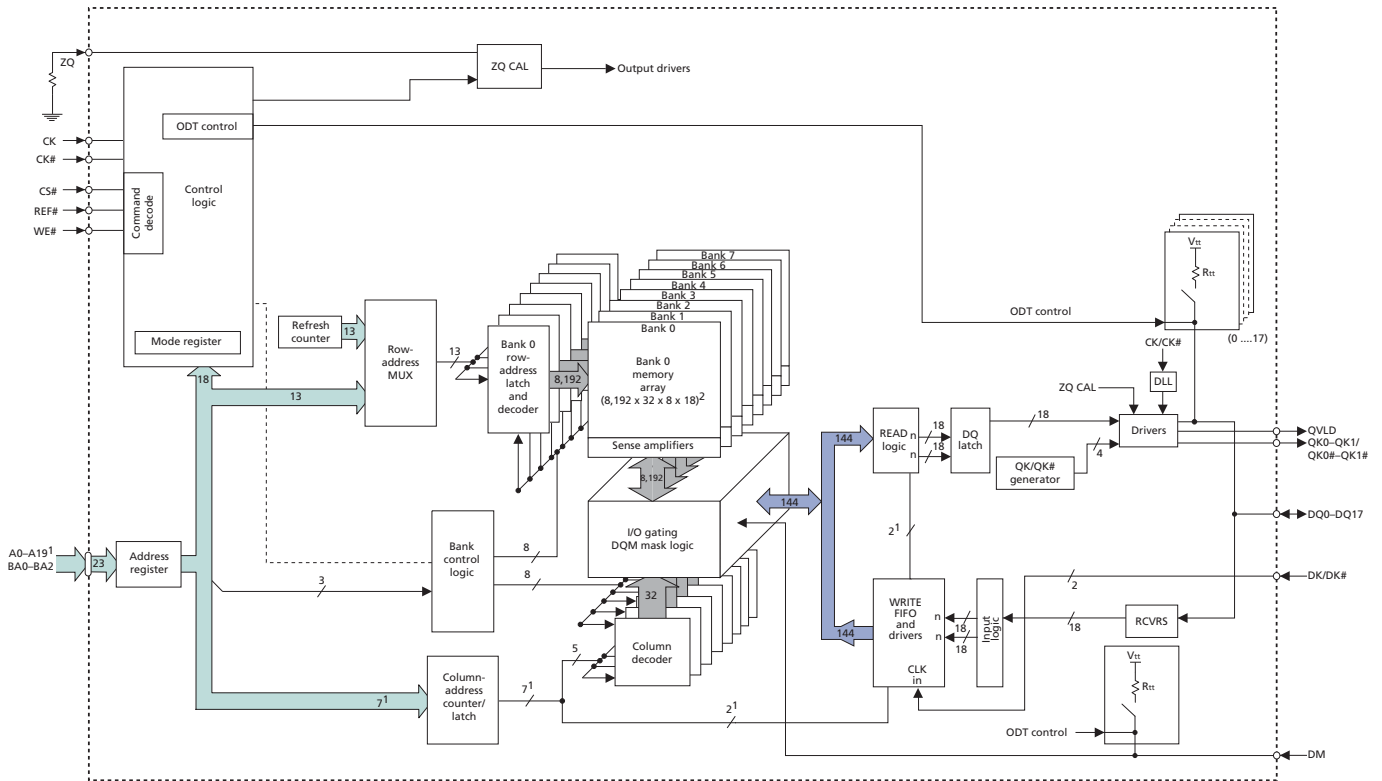 ZQ
ZQ CAL
Output drivers
ODT control
CK
CK#
CS#
REF#
WE#
Command
decode
Control
logic
Mode register
Refresh
counter
13
Row-
address
MUX
13
Bank 0
row-
address
latch
and
decoder
8,192
Bank 7
Bank 6
Bank 5
Bank 4
Bank 3
Bank 2
Bank 1
Bank 0
Bank 0
memory
array
(8,192 x 32 x 8 x 18)2
Sense amplifiers
8,192
18
13
Vtt
Rtt
ODT control
(0 ....17)
CK/CK#
DLL
ZQ CAL
144
READ
logic
n
n
18
18
DQ
latch
18
Drivers
4
QK/QK#
generator
QVLD
QK0–QK1/
QK0#–QK1#
144
I/O gating
DQM mask logic
DQ0–DQ17
21
A0–A191
BA0–BA2
23
Address
register
3
Bank
control
logic
8
8
32
Column
decoder
5
144
WRITE
FIFO
and
drivers
n
n
CLK
in
18
18
Input
logic
18
RCVRS
2
DK/DK#
71
Column-
address
counter/
latch
71
21
Vtt
Rtt
ODT control
DM